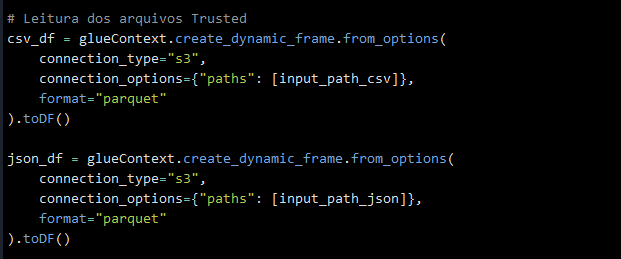 # Leitura dos arquivos Trusted
csv_df = glueContext.create_dynamic_frame.from_options(
    connection_type="s3",
    connection_options={"paths": [input_path_csv]},
    format="parquet"
).toDF()

json_df = glueContext.create_dynamic_frame.from_options(
    connection_type="s3",
    connection_options={"paths": [input_path_json]},
    format="parquet"
).toDF()